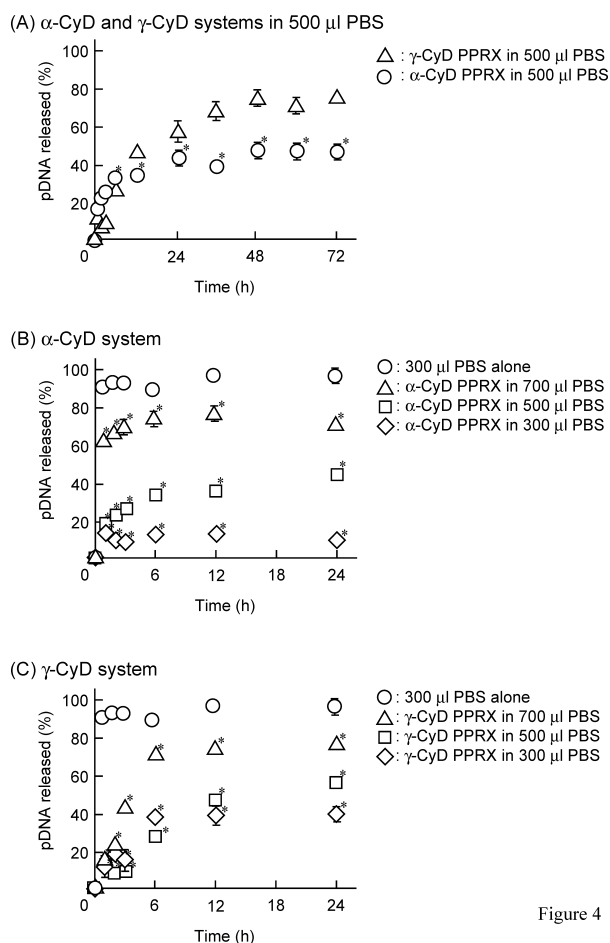 (A) α-CyD and γ-CyD systems in 500 μl PBS
△ : γ-CyD PPRX in 500 μl PBS
○ : α-CyD PPRX in 500 μl PBS
pDNA released (%)
100
80
60
40
20
0
24
48
72
* * * * * * *
Time (h)
(B) α-CyD system
○ : 300 μl PBS alone
△ : α-CyD PPRX in 700 μl PBS
□ : α-CyD PPRX in 500 μl PBS
◇ : α-CyD PPRX in 300 μl PBS
pDNA released (%)
100
80
60
40
20
0
6
12
18
24
Time (h)
(C) γ-CyD system
○ : 300 μl PBS alone
△ : γ-CyD PPRX in 700 μl PBS
□ : γ-CyD PPRX in 500 μl PBS
◇ : γ-CyD PPRX in 300 μl PBS
pDNA released (%)
100
80
60
40
20
0
6
12
18
24
Time (h)
Figure 4